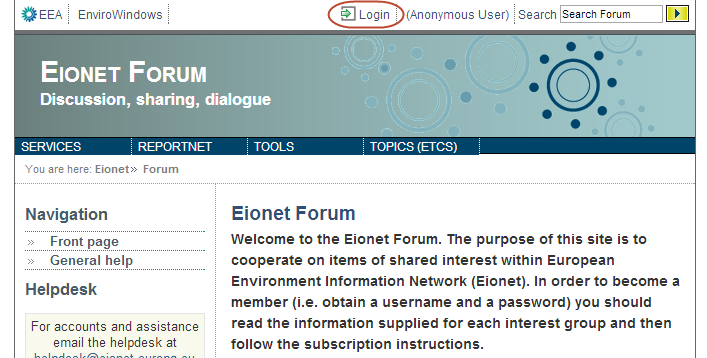 EEA EnviroWindows Login (Anonymous User) Search Search Forum
EIONET FORUM
Discussion, sharing, dialogue
SERVICES REPORTNET TOOLS TOPICS (ETCS)
You are here: Eionet» Forum
Navigation
» Front page
» General help
Helpdesk
For accounts and assistance
email the helpdesk at
helpdesk@eionet.europa.eu
Eionet Forum
Welcome to the Eionet Forum. The purpose of this site is to
cooperate on items of shared interest within European
Environment Information Network (Eionet). In order to become a
member (i.e. obtain a username and a password) you should
read the information supplied for each interest group and then
follow the subscription instructions.